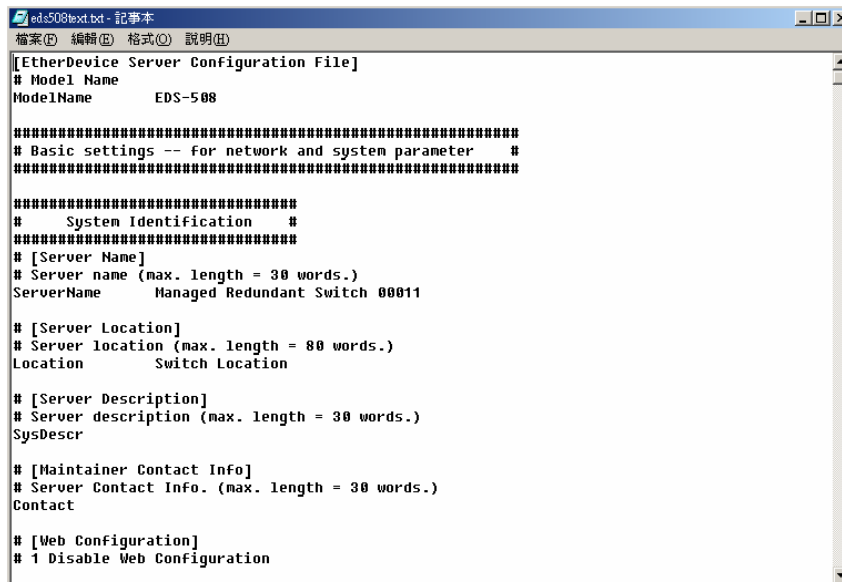 eds508text.txt - 記事本
檔案(F) 編輯(E) 格式(O) 說明(H)
[EtherDevice Server Configuration File]
# Model Name
ModelName EDS-508
##########################################################
# Basic settings -- for network and system parameter #
##########################################################
################################
# System Identification #
################################
# [Server Name]
# Server name (max. length = 30 words.)
ServerName Managed Redundant Switch 00011
# [Server Location]
# Server location (max. length = 80 words.)
Location Switch Location
# [Server Description]
# Server description (max. length = 30 words.)
SysDescr
# [Maintainer Contact Info]
# Server Contact Info. (max. length = 30 words.)
Contact
# [Web Configuration]
# 1 Disable Web Configuration